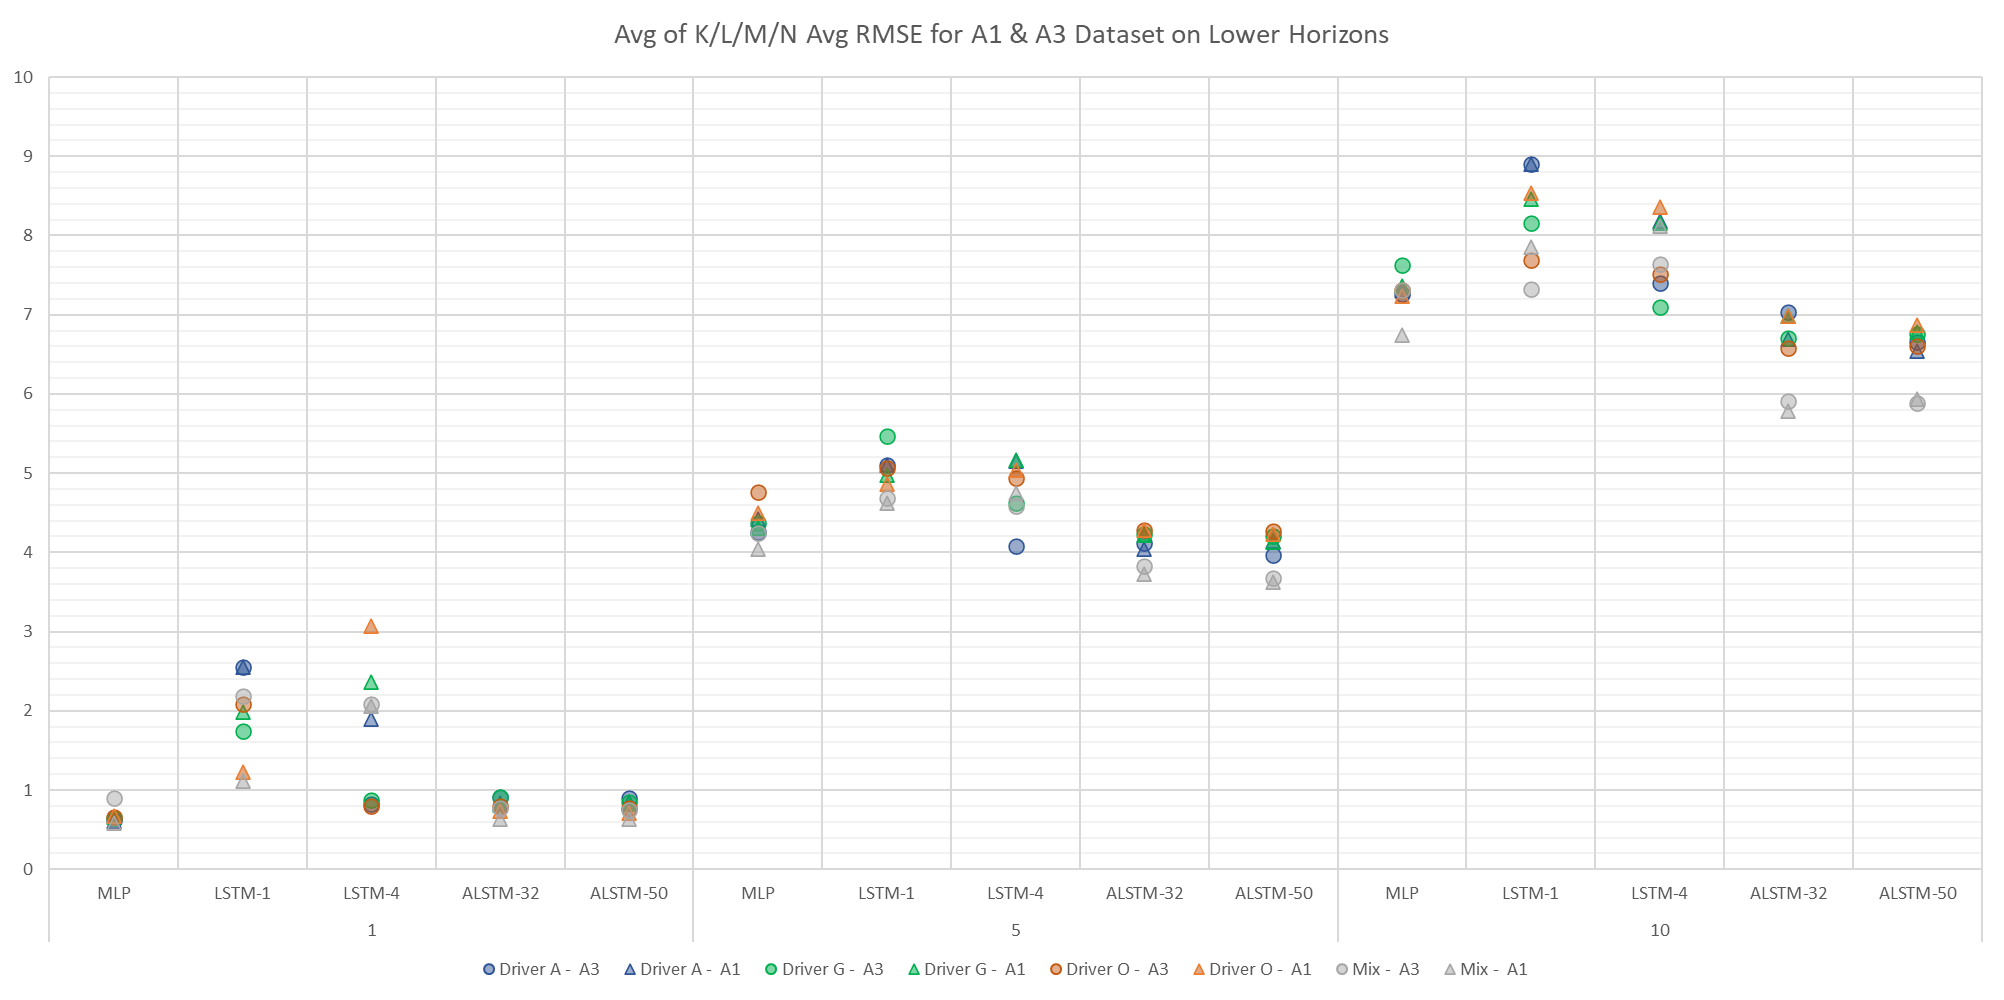 Avg of K/L/M/N Avg RMSE for A1 & A3 Dataset on Lower Horizons
10
9
8
7
6
5
4
3
2
1
0
MLP LSTM-1 LSTM-4 ALSTM-32 ALSTM-50 MLP LSTM-1 LSTM-4 ALSTM-32 ALSTM-50 MLP LSTM-1 LSTM-4 ALSTM-32 ALSTM-50
1 5 10
Driver A - A3 Driver A - A1 Driver G - A3 Driver G - A1 Driver O - A3 Driver O - A1 Mix - A3 Mix - A1